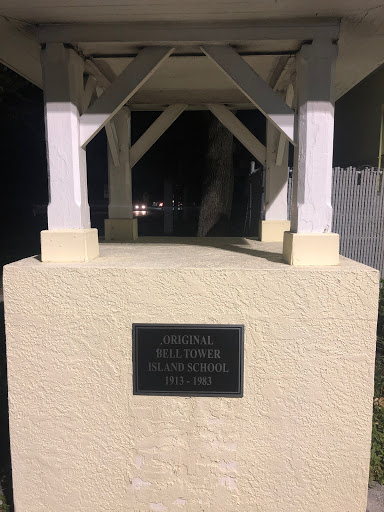 ORIGINAL
BELL TOWER
ISLAND SCHOOL
1913 - 1983